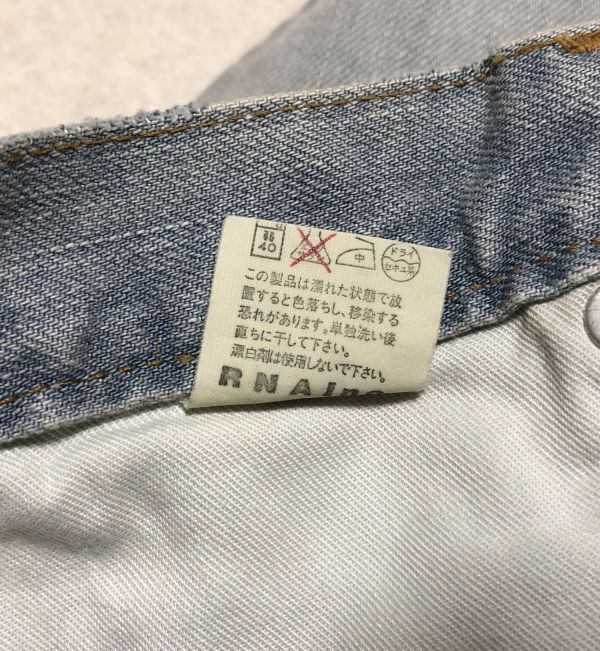 40 中 ドライ
セキユ系
この製品は濡れた状態で放
置すると色落ちし、移染する
恐れがあります。単独洗い後
直ちに干して下さい。
漂白剤は使用しないで下さい。